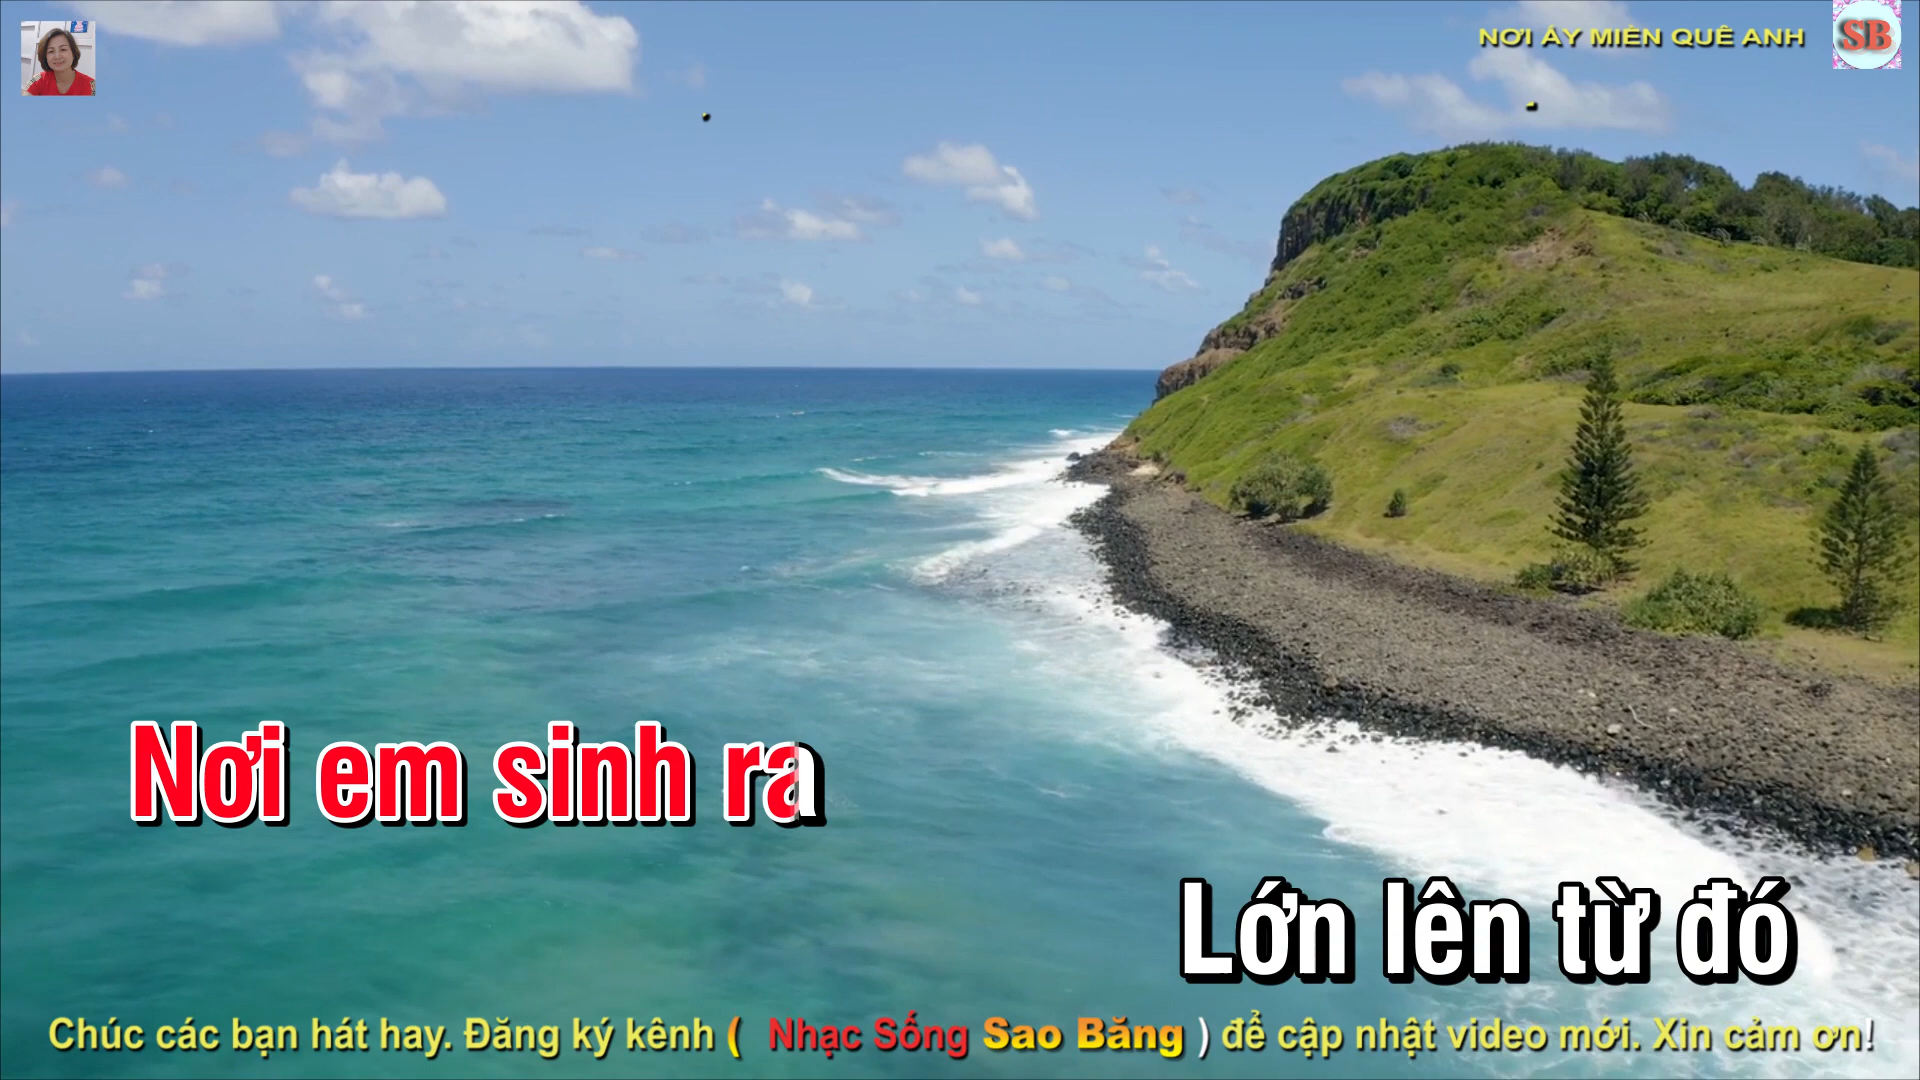 NƠI ẤY MIỀN QUÊ ANH
SB
Nơi em sinh ra
Lớn lên từ đó
Chúc các bạn hát hay. Đăng ký kênh ( Nhạc Sống Sao Băng ) để cập nhật video mới. Xin cảm ơn!